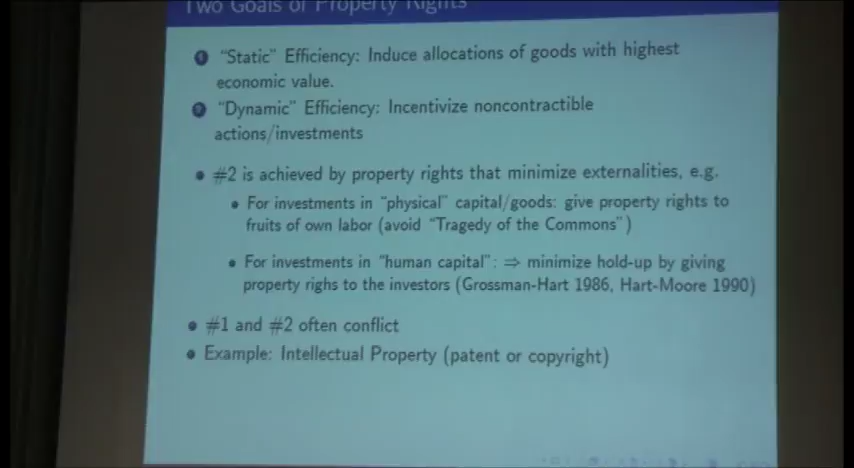 Two Goals of Property Rights
1 "Static" Efficiency: Induce allocations of goods with highest
economic value.
2 "Dynamic" Efficiency: Incentivize noncontractible
actions/investments
• #2 is achieved by property rights that minimize externalities, e.g.
• For investments in "physical" capital/goods: give property rights to
fruits of own labor (avoid "Tragedy of the Commons")
• For investments in "human capital": ⇒ minimize hold-up by giving
property righs to the investors (Grossman-Hart 1986, Hart-Moore 1990)
• #1 and #2 often conflict
• Example: Intellectual Property (patent or copyright)